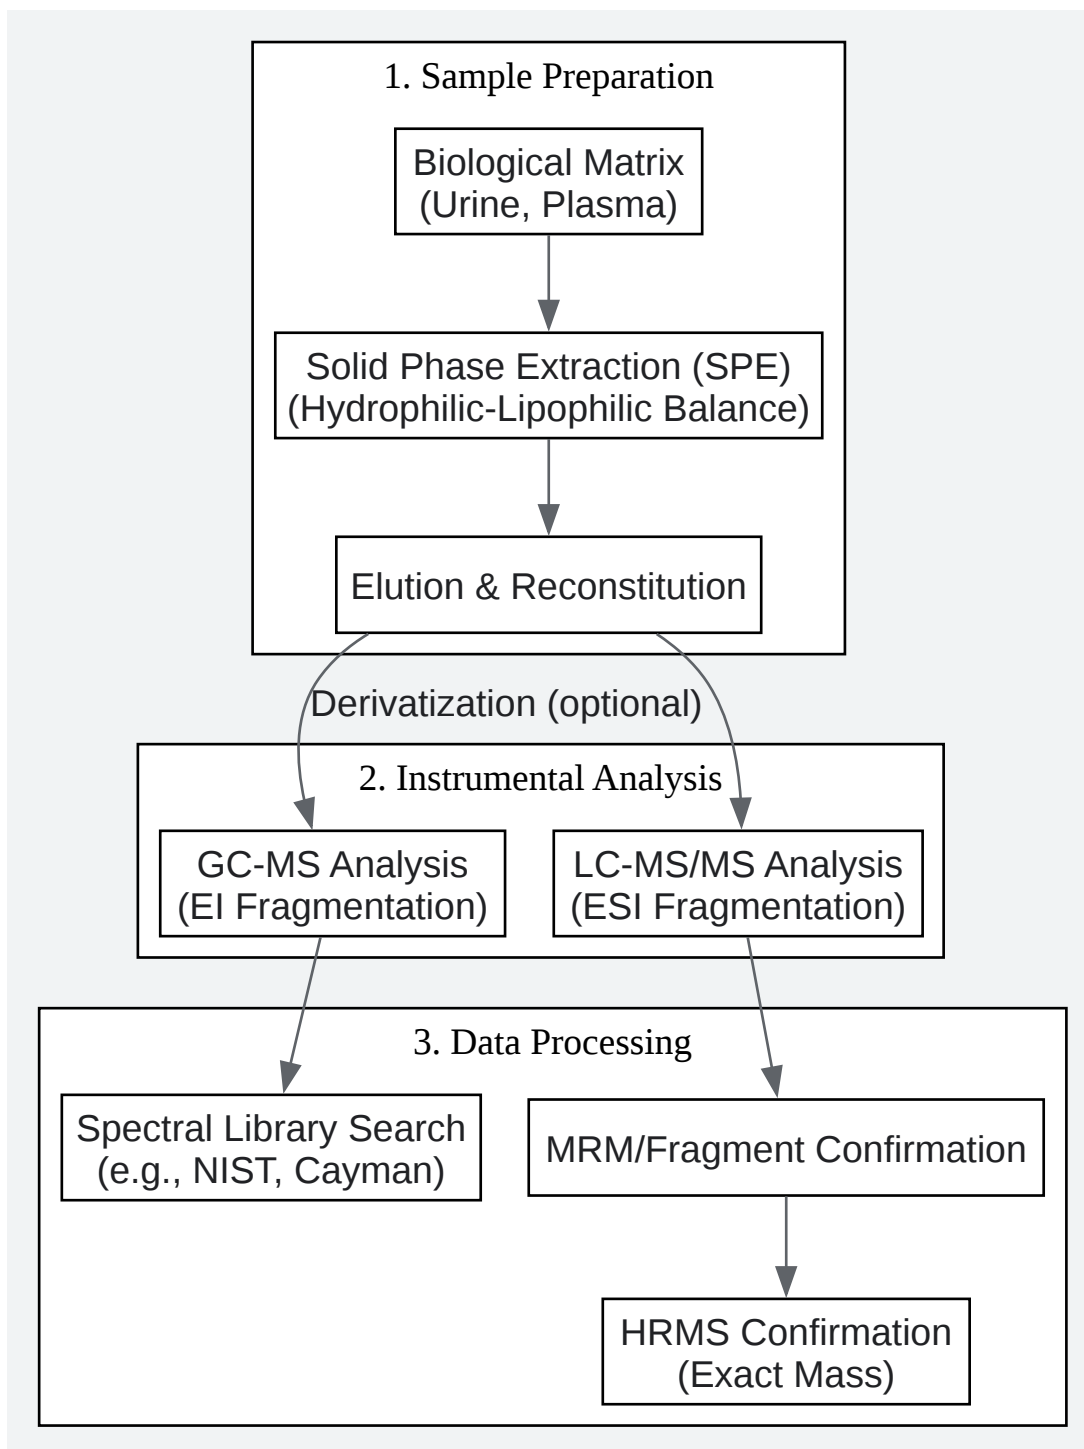 1. Sample Preparation
Biological Matrix
(Urine, Plasma)
Solid Phase Extraction (SPE)
(Hydrophilic-Lipophilic Balance)
Elution & Reconstitution
Derivatization (optional)
2. Instrumental Analysis
GC-MS Analysis
(EI Fragmentation)
LC-MS/MS Analysis
(ESI Fragmentation)
3. Data Processing
Spectral Library Search
(e.g., NIST, Cayman)
MRM/Fragment Confirmation
HRMS Confirmation
(Exact Mass)